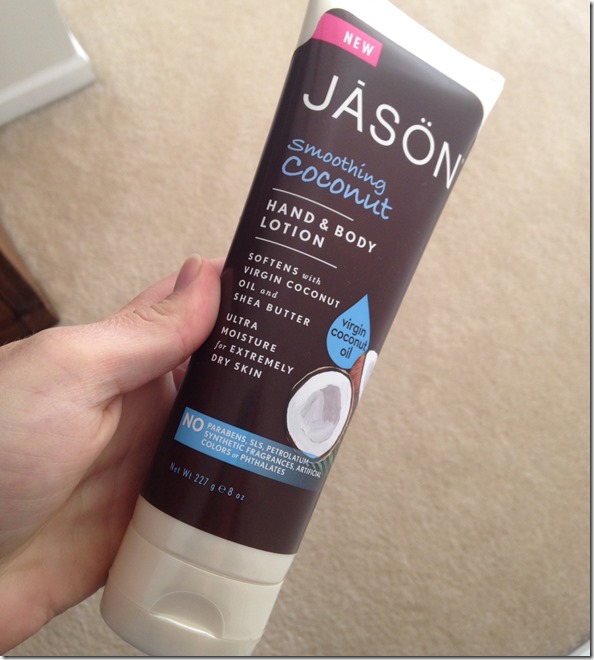 NEW
JĀSÖN
Smoothing
Coconut
HAND & BODY
LOTION
SOFTENS with
VIRGIN COCONUT
OIL and
SHEA BUTTER
ULTRA
MOISTURE
for EXTREMELY
DRY SKIN
virgin
coconut
oil
NO PARABENS, SLS, PETROLATUM,
SYNTHETIC FRAGRANCES, ARTIFICIAL
COLORS or PHTHALATES
Net Wt 227 g ℮ 8 oz